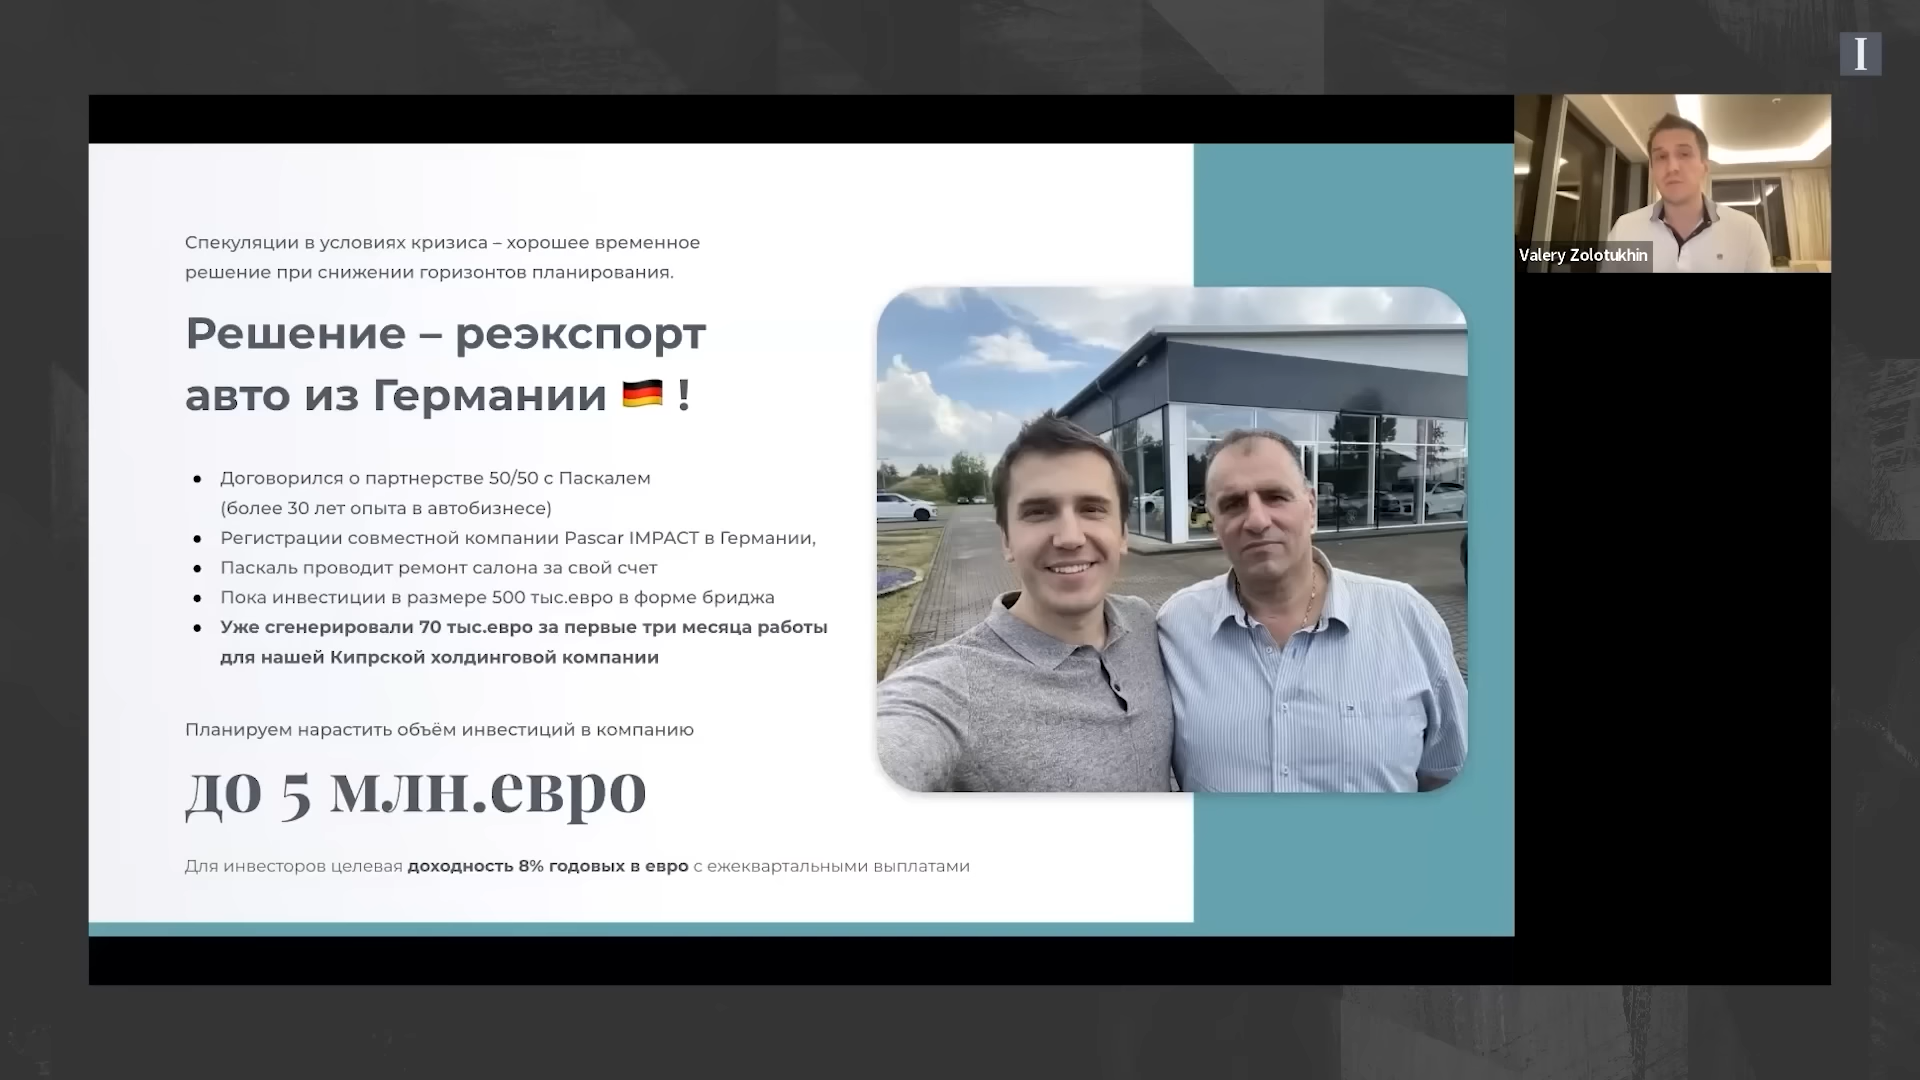 I
Valery Zolotukhin
Спекуляции в условиях кризиса – хорошее временное
решение при снижении горизонтов планирования.
Решение – реэкспорт
авто из Германии 🇩🇪 !
● Договорился о партнерстве 50/50 с Паскалем
(более 30 лет опыта в автобизнесе)
● Регистрации совместной компании Pascar IMPACT в Германии,
● Паскаль проводит ремонт салона за свой счет
● Пока инвестиции в размере 500 тыс.евро в форме бриджа
● Уже сгенерировали 70 тыс.евро за первые три месяца работы
для нашей Кипрской холдинговой компании
Планируем нарастить объём инвестиций в компанию
до 5 млн.евро
Для инвесторов целевая доходность 8% годовых в евро с ежеквартальными выплатами